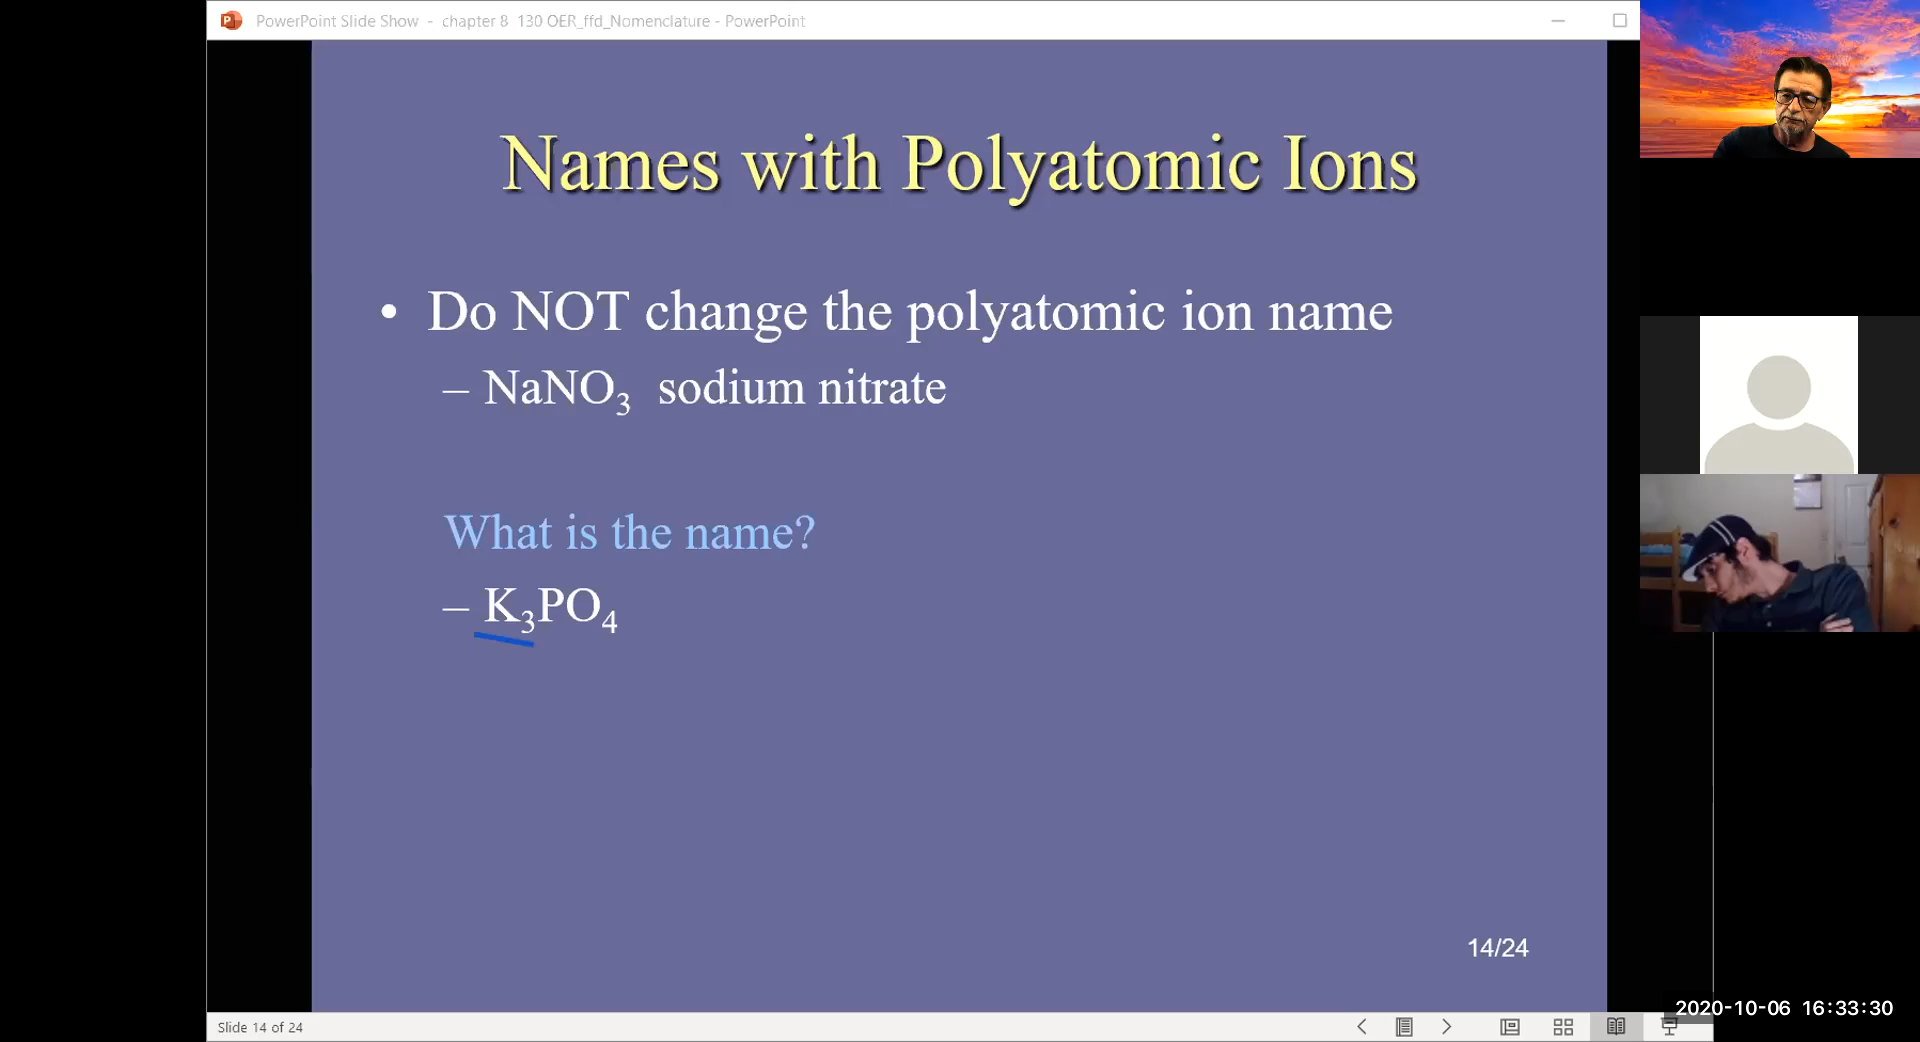 PowerPoint Slide Show - chapter 8 130 OER_ffd_Nomenclature - PowerPoint
Names with Polyatomic Ions
• Do NOT change the polyatomic ion name
– NaNO₃ sodium nitrate
What is the name?
– K₃PO₄
14/24
2020-10-06 16:33:30
Slide 14 of 24